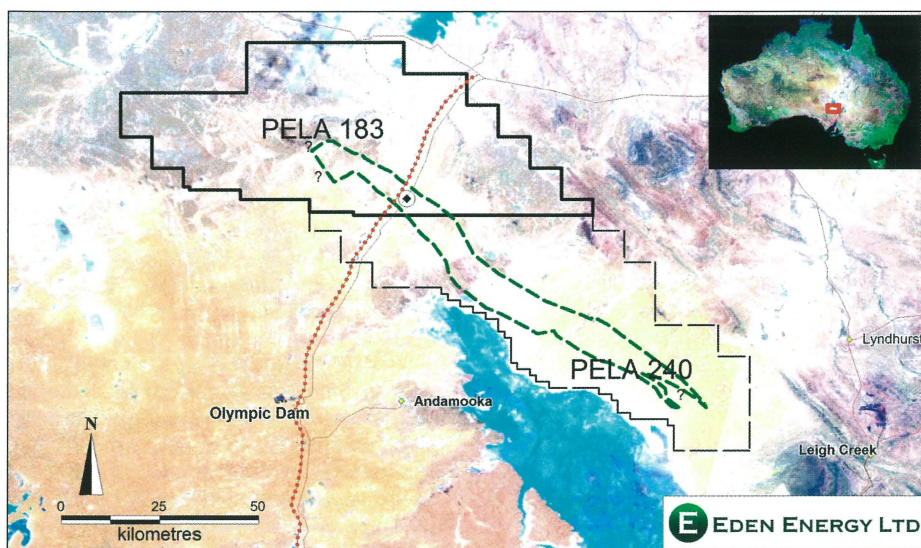 PELA 183
?
?
PELA 240
?
Lyndhurst
Olympic Dam
Andamooka
Leigh Creek
N
0 25 50
kilometres
E EDEN ENERGY LTD